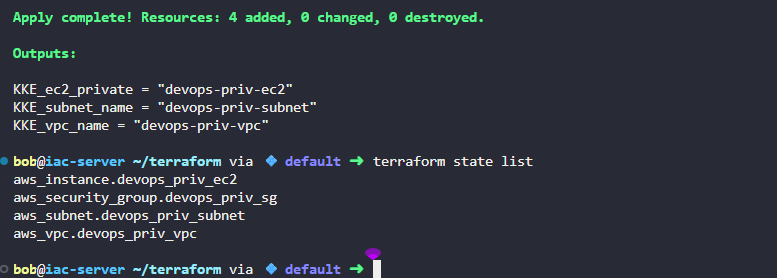 Apply complete! Resources: 4 added, 0 changed, 0 destroyed.
Outputs:
KKE_ec2_private = "devops-priv-ec2"
KKE_subnet_name = "devops-priv-subnet"
KKE_vpc_name = "devops-priv-vpc"
bob@iac-server ~/terraform via ◆ default ➜ terraform state list
aws_instance.devops_priv_ec2
aws_security_group.devops_priv_sg
aws_subnet.devops_priv_subnet
aws_vpc.devops_priv_vpc
bob@iac-server ~/terraform via ◆ default ➜